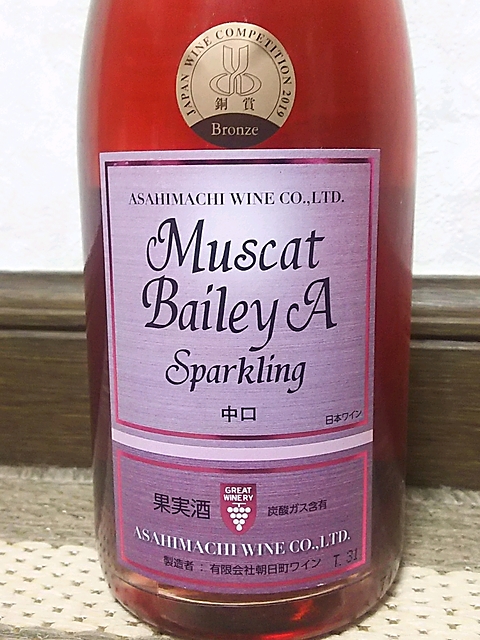 JAPAN WINE COMPETITION 2019
銅賞
Bronze
ASAHIMACHI WINE CO.,LTD.
Muscat
Bailey A
Sparkling
中口
日本ワイン
果実酒
GREAT
WINERY
炭酸ガス含有
ASAHIMACHI WINE CO.,LTD.
製造者：有限会社朝日町ワイン T. 31